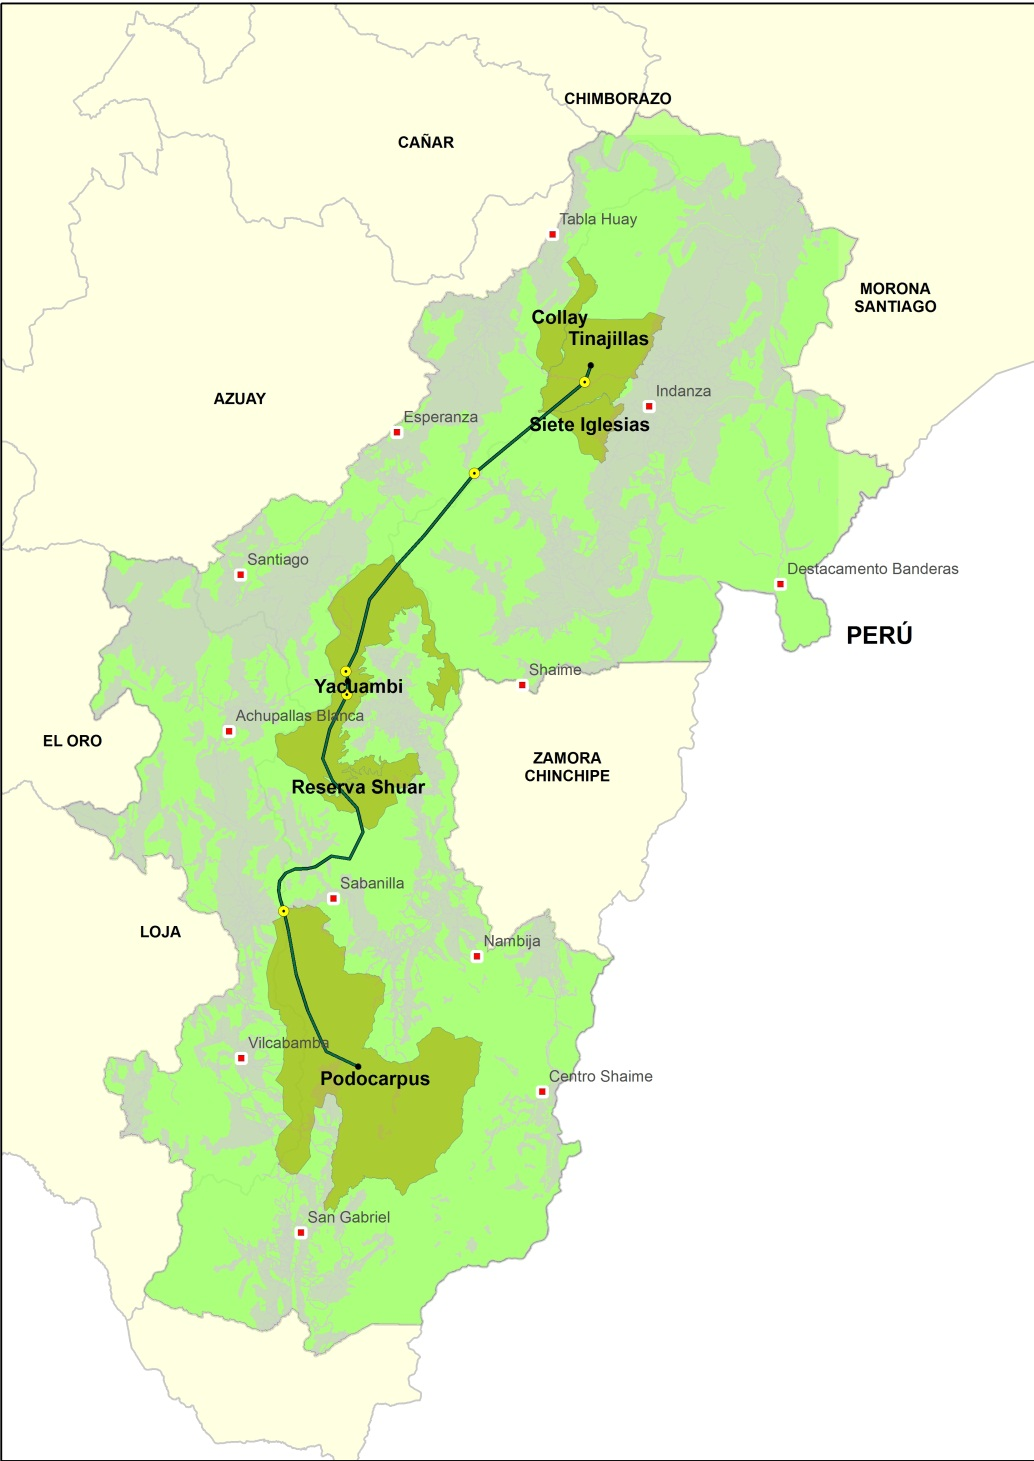 CHIMBORAZO
CAÑAR
Tabla Huay
MORONA
SANTIAGO
Collay
Tinajillas
AZUAY
Indanza
Esperanza
Siete Iglesias
Santiago
Destacamento Banderas
PERÚ
Shaime
Yacuambi
Achupallas Blanca
EL ORO
ZAMORA
CHINCHIPE
Reserva Shuar
Sabanilla
LOJA
Nambija
Vilcabamba
Podocarpus
Centro Shaime
San Gabriel